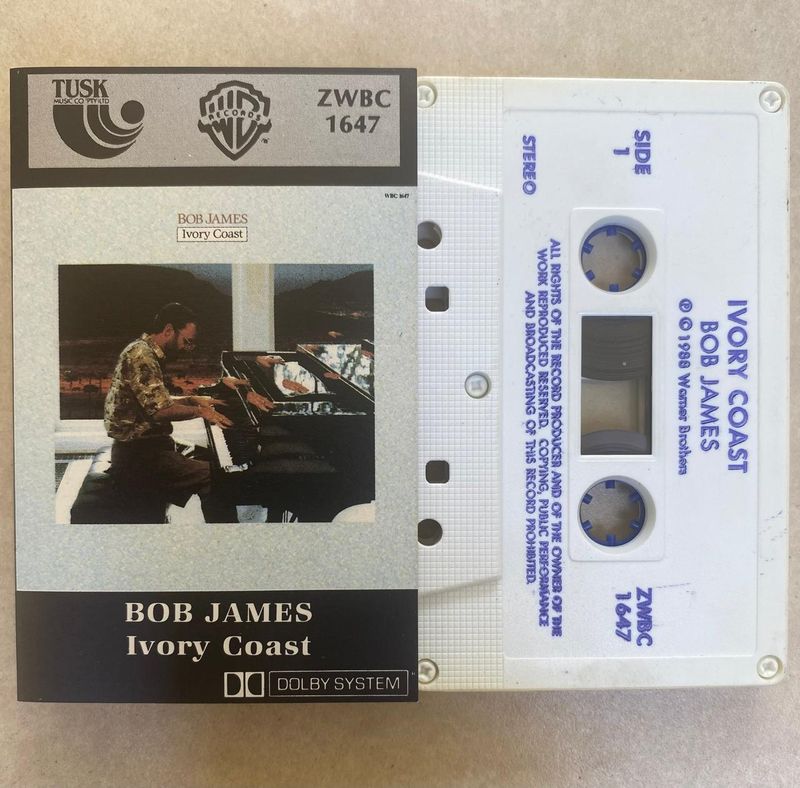 TUSK
MUSIC CO PTY LTD
WB RECORDS ®
ZWBC
1647
WBC 1647
BOB JAMES
Ivory Coast
BOB JAMES
Ivory Coast
DOLBY SYSTEM
SIDE
1
STEREO
IVORY COAST
BOB JAMES
℗ © 1988 Warner Brothers
ALL RIGHTS OF THE RECORD PRODUCER AND OF THE OWNER OF THE
WORK REPRODUCED RESERVED. COPYING, PUBLIC PERFORMANCE
AND BROADCASTING OF THIS RECORD PROHIBITED.
ZWBC
1647